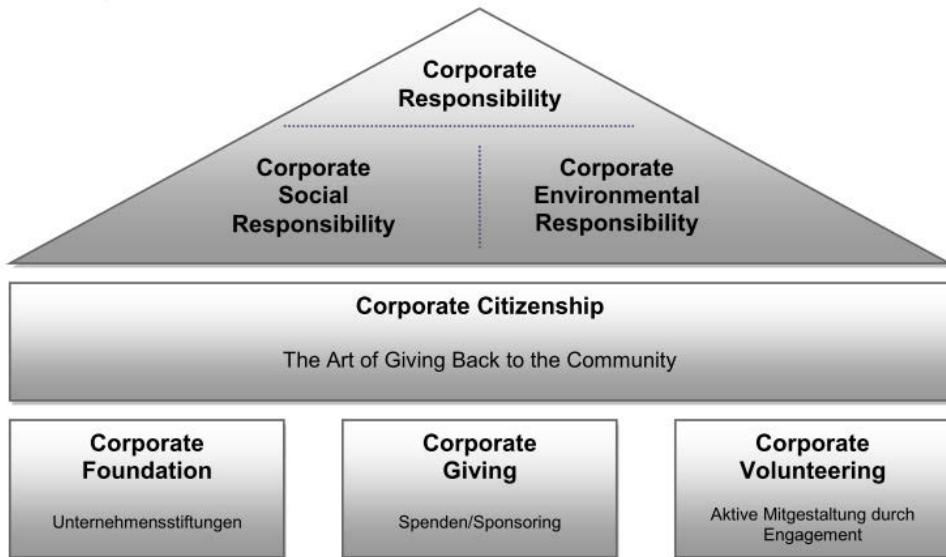 Corporate
Responsibility
Corporate
Social
Responsibility
Corporate
Environmental
Responsibility
Corporate Citizenship
The Art of Giving Back to the Community
Corporate
Foundation
Unternehmensstiftungen
Corporate
Giving
Spenden/Sponsoring
Corporate
Volunteering
Aktive Mitgestaltung durch
Engagement